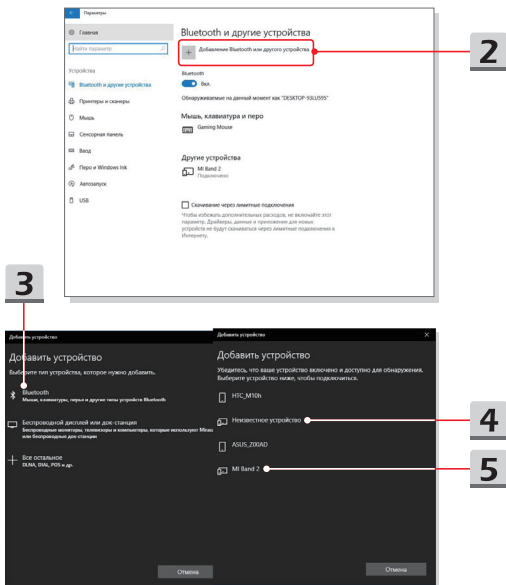 Параметры
Главная
Найти параметр
Устройства
Bluetooth и другие устройства
Принтеры и сканеры
Мышь
Сенсорная панель
Ввод
Перо и Windows Ink
Автозапуск
USB
Bluetooth и другие устройства
Добавление Bluetooth или другого устройства
2
Bluetooth
Вкл.
Обнаруживаемые на данный момент как "DESKTOP-93LUS9S"
Мышь, клавиатура и перо
Gaming Mouse
Другие устройства
MI Band 2
Подключено
Скачивание через лимитные подключения
Чтобы избежать дополнительных расходов, не включайте этот
параметр. Драйверы, данные и приложения для новых
устройств не будут скачиваться через лимитные подключения к
Интернету.
3
Добавить устройство
Добавить устройство
Выберите тип устройства, которое нужно добавить.
Bluetooth
Мыши, клавиатуры, перья и другие типы устройств Bluetooth
Беспроводной дисплей или док-станция
Беспроводные мониторы, телевизоры и компьютеры, которые используют Mirac
или беспроводные док-станции
Все остальное
DLNA, DIAL, POS и др.
Отмена
Добавить устройство
Добавить устройство
Убедитесь, что ваше устройство включено и доступно для обнаружения.
Выберите устройство ниже, чтобы подключиться.
HTC_M10h
Неизвестное устройство
4
ASUS_Z00AD
MI Band 2
5
Отмена